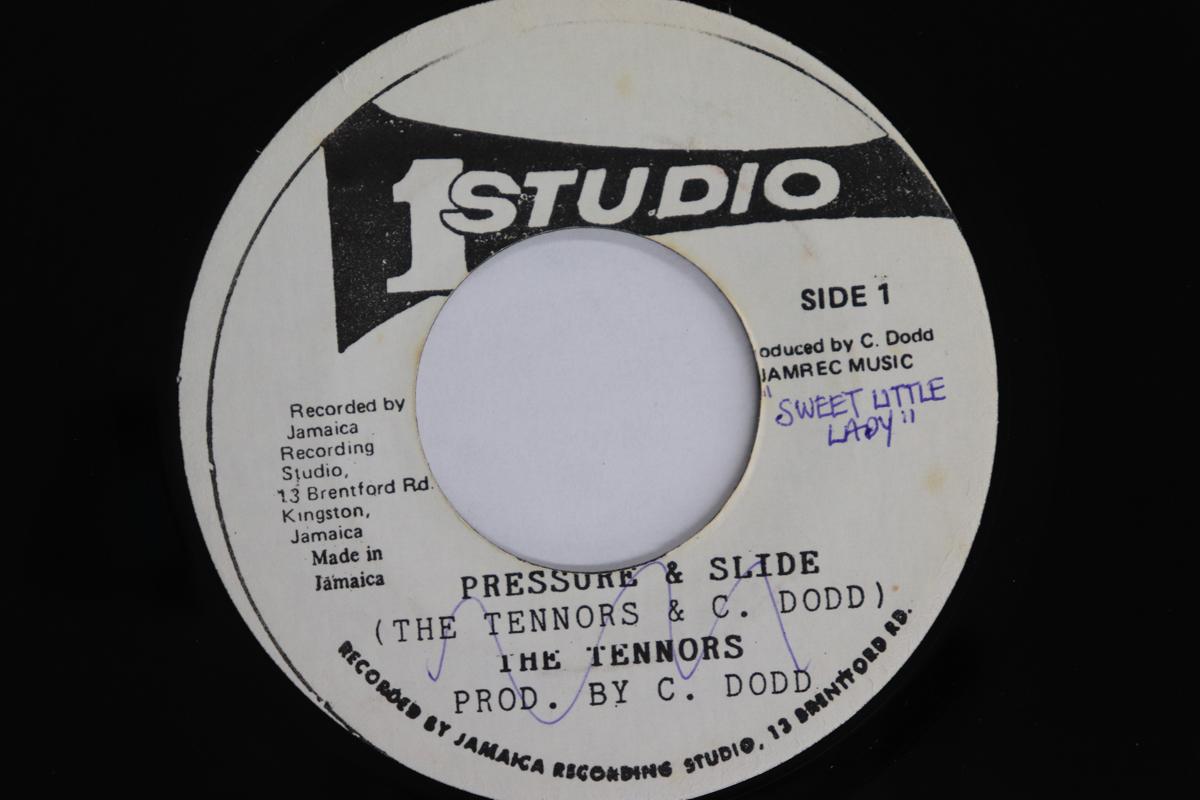 1 STUDIO
SIDE 1
oduced by C. Dodd
JAMREC MUSIC
"SWEET LITTLE
LADY"
Recorded by
Jamaica
Recording
Studio,
13 Brentford Rd.
Kingston,
Jamaica
Made in
Jamaica
PRESSURE & SLIDE
(THE TENNORS & C. DODD)
THE TENNORS
PROD. BY C. DODD
RECORDED BY JAMAICA RECORDING STUDIO, 13 BRENTFORD RD.